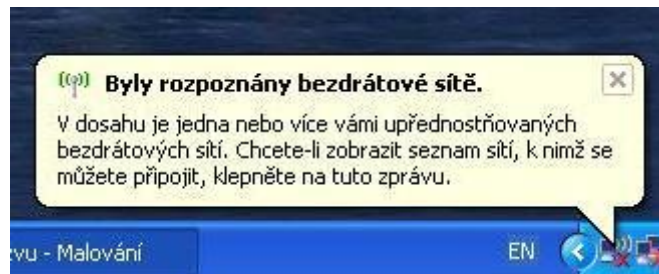 Byly rozpoznány bezdrátové sítě.
V dosahu je jedna nebo více vámi upřednostňovaných
bezdrátových sítí. Chcete-li zobrazit seznam sítí, k nimž se
můžete připojit, klepněte na tuto zprávu.
vu - Malování
EN